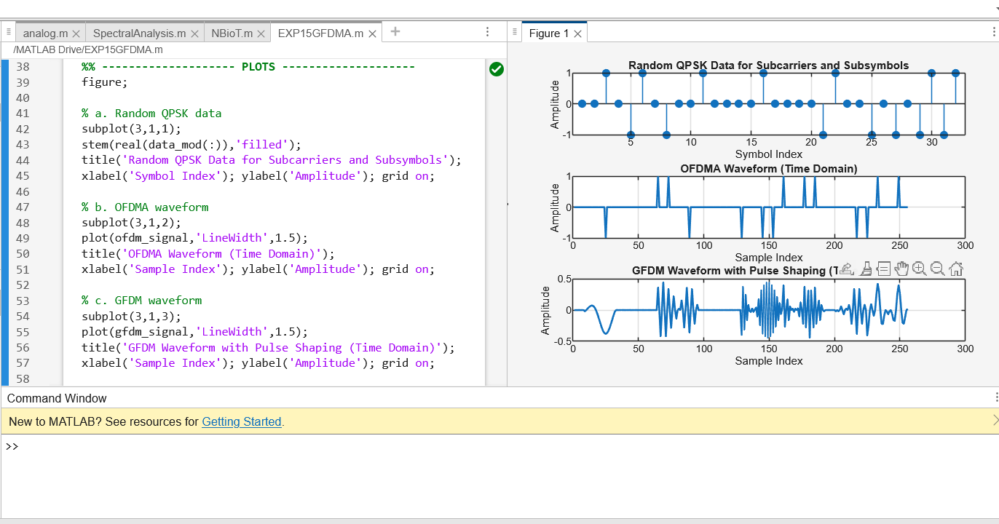 analog.m × SpectralAnalysis.m × NBioT.m × EXP15GFDMA.m × +
/MATLAB Drive/EXP15GFDMA.m
38 %% -------------------- PLOTS --------------------
39 figure;
40
41 % a. Random QPSK data
42 subplot(3,1,1);
43 stem(real(data_mod(:)),'filled');
44 title('Random QPSK Data for Subcarriers and Subsymbols');
45 xlabel('Symbol Index'); ylabel('Amplitude'); grid on;
46
47 % b. OFDMA waveform
48 subplot(3,1,2);
49 plot(ofdm_signal,'LineWidth',1.5);
50 title('OFDMA Waveform (Time Domain)');
51 xlabel('Sample Index'); ylabel('Amplitude'); grid on;
52
53 % c. GFDM waveform
54 subplot(3,1,3);
55 plot(gfdm_signal,'LineWidth',1.5);
56 title('GFDM Waveform with Pulse Shaping (Time Domain)');
57 xlabel('Sample Index'); ylabel('Amplitude'); grid on;
58
Figure 1 ×
Random QPSK Data for Subcarriers and Subsymbols
Amplitude
1
0
-1
5 10 15 20 25 30
Symbol Index
OFDMA Waveform (Time Domain)
Amplitude
1
0
-1
0 50 100 150 200 250 300
Sample Index
GFDM Waveform with Pulse Shaping (T
Amplitude
0.5
0
-0.5
0 50 100 150 200 250 300
Sample Index
Command Window
New to MATLAB? See resources for Getting Started.
>>